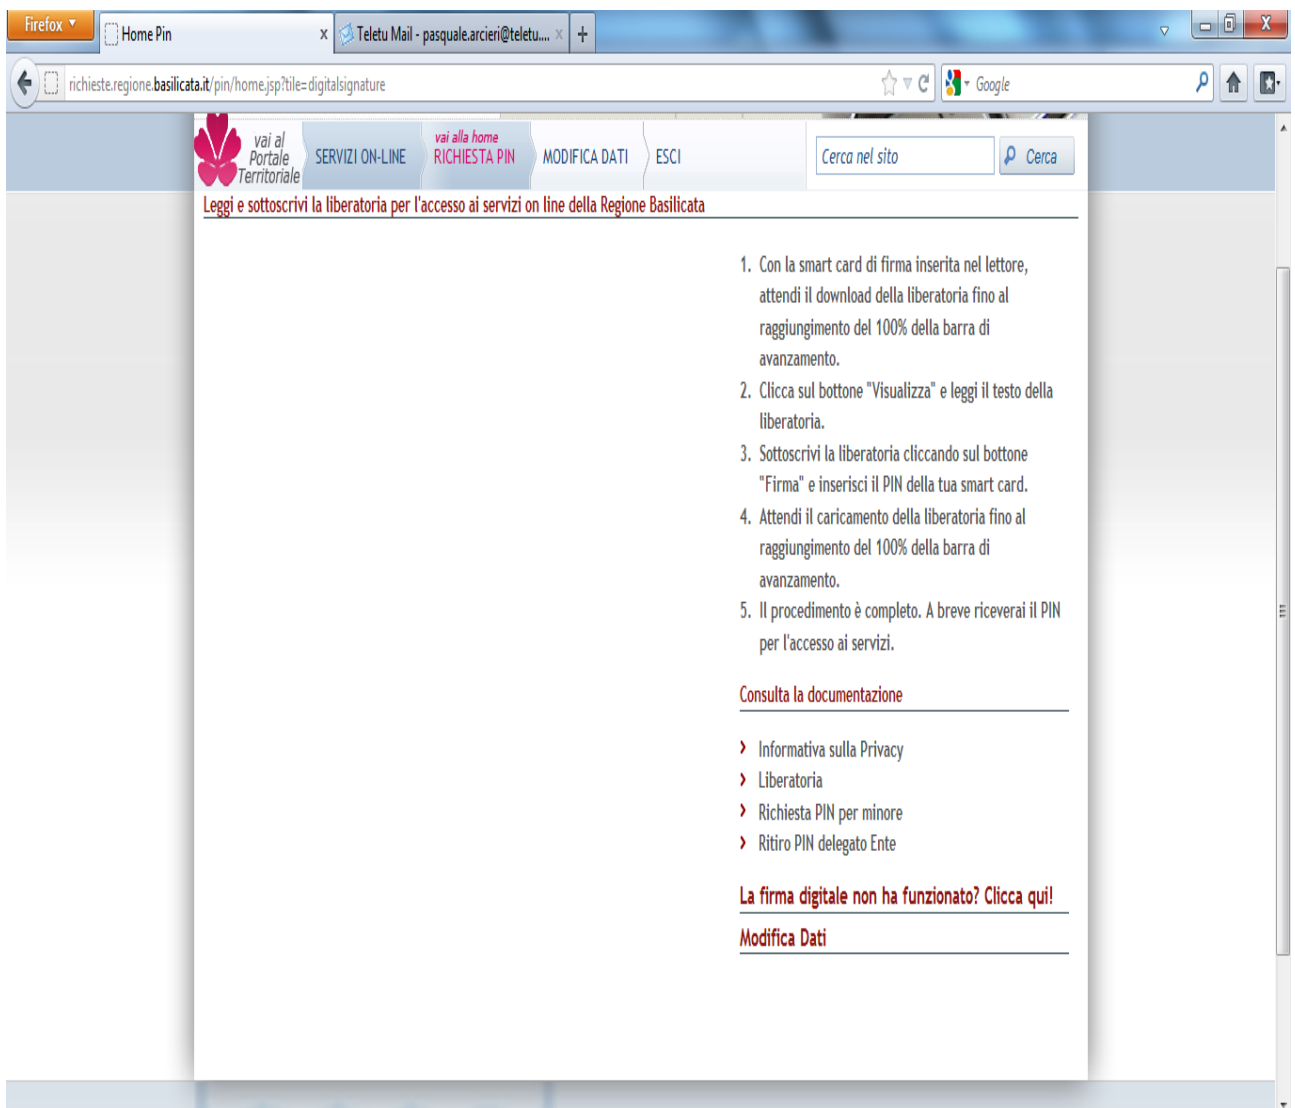 Firefox
Home Pin x
Teletu Mail - pasquale.arcieri@teletu.... x +
richieste.regione.basilicata.it/pin/home.jsp?tile=digitalsignature
Google
vai al
Portale
Territoriale
SERVIZI ON-LINE
vai alla home
RICHIESTA PIN
MODIFICA DATI
ESCI
Cerca nel sito
Cerca
Leggi e sottoscrivi la liberatoria per l'accesso ai servizi on line della Regione Basilicata
1. Con la smart card di firma inserita nel lettore,
attendi il download della liberatoria fino al
raggiungimento del 100% della barra di
avanzamento.
2. Clicca sul bottone "Visualizza" e leggi il testo della
liberatoria.
3. Sottoscrivi la liberatoria cliccando sul bottone
"Firma" e inserisci il PIN della tua smart card.
4. Attendi il caricamento della liberatoria fino al
raggiungimento del 100% della barra di
avanzamento.
5. Il procedimento è completo. A breve riceverai il PIN
per l'accesso ai servizi.
Consulta la documentazione
Informativa sulla Privacy
Liberatoria
Richiesta PIN per minore
Ritiro PIN delegato Ente
La firma digitale non ha funzionato? Clicca qui!
Modifica Dati